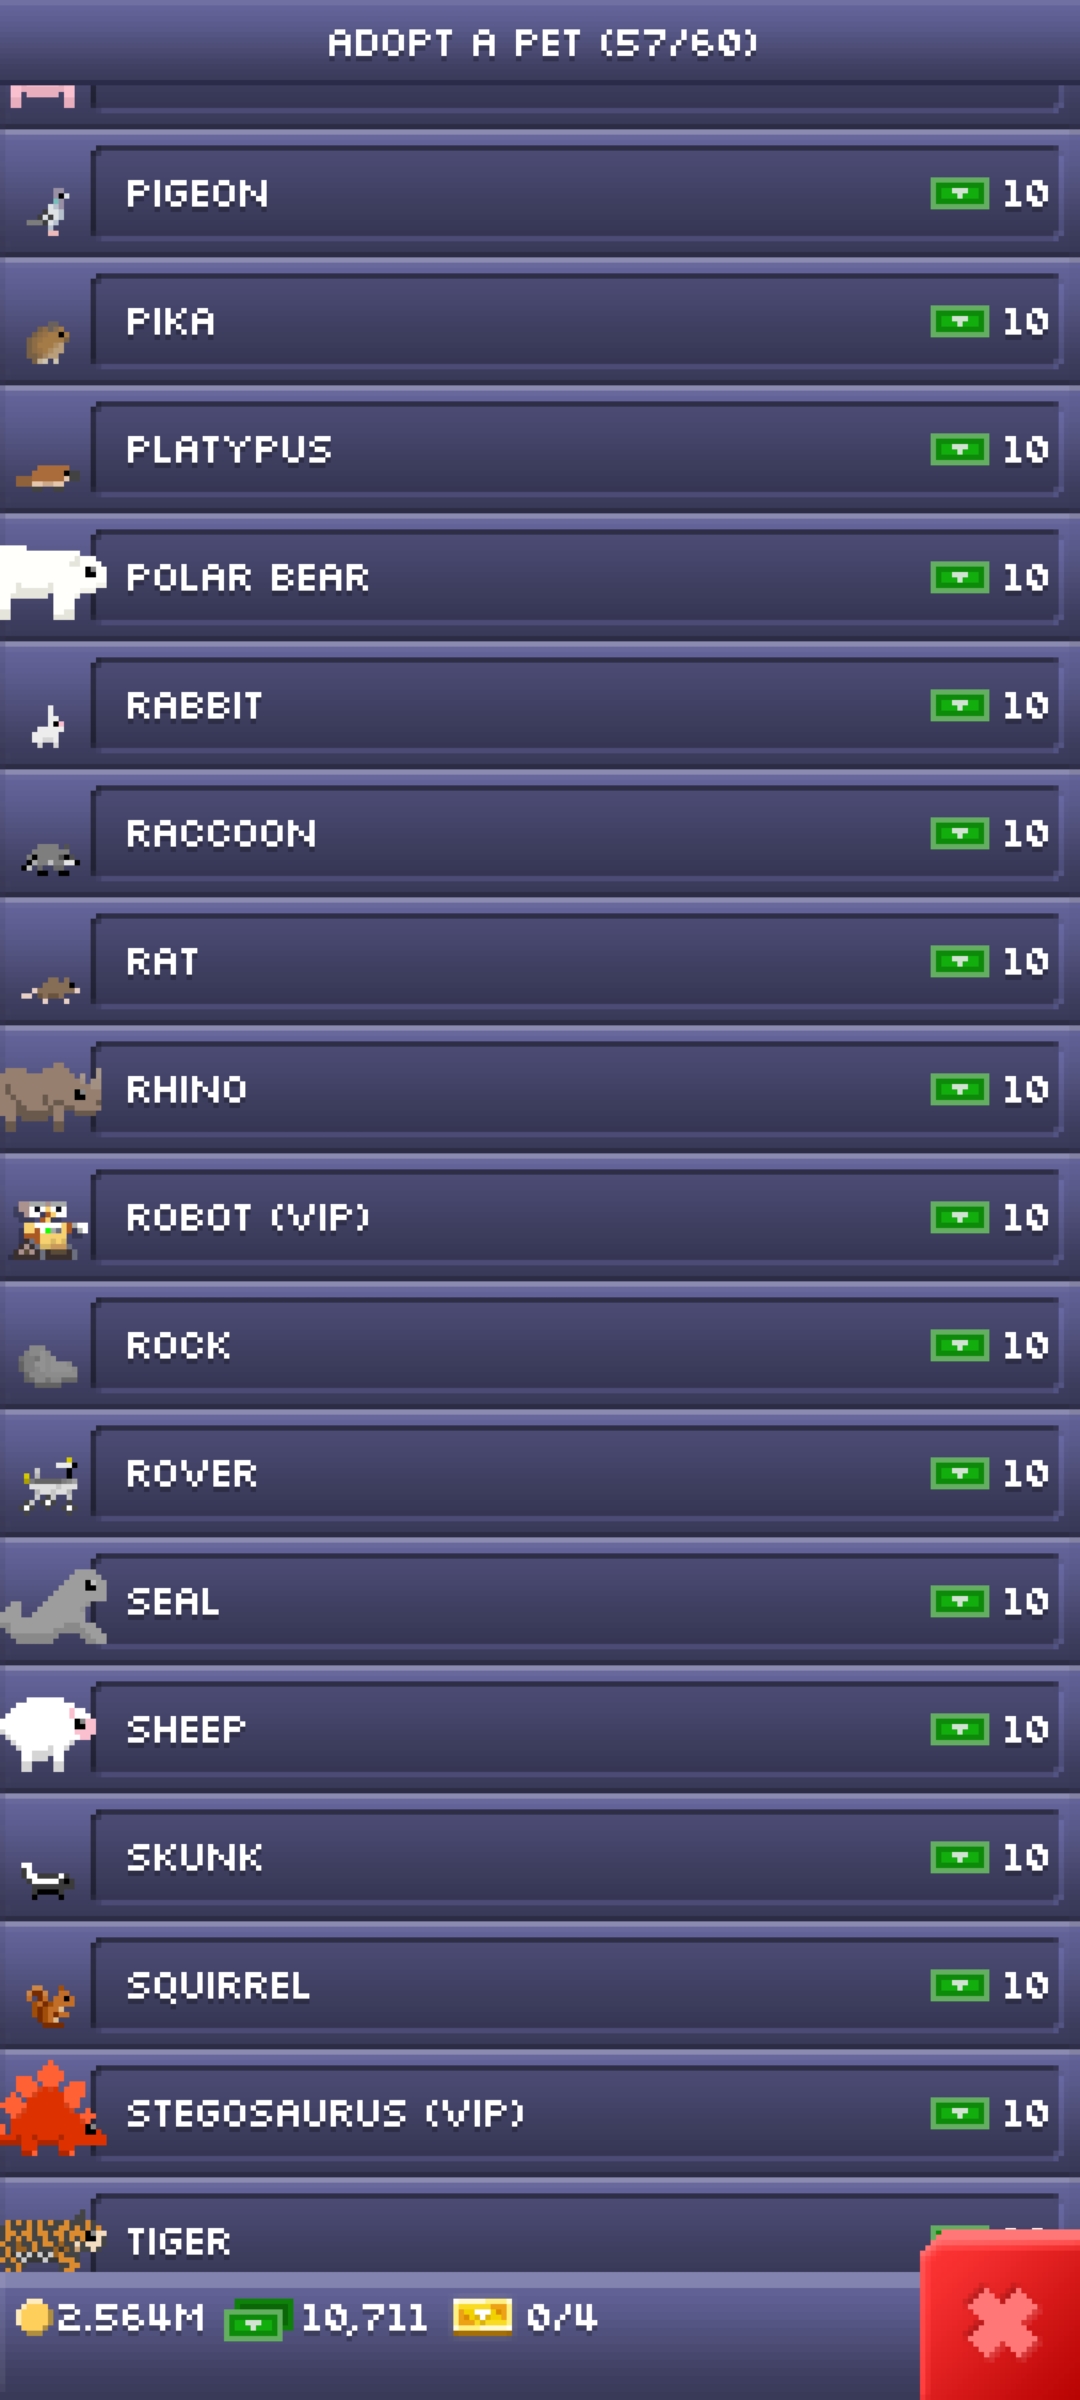 ADOPT A PET (57/60)
PIGEON 10
PIKA 10
PLATYPUS 10
POLAR BEAR 10
RABBIT 10
RACCOON 10
RAT 10
RHINO 10
ROBOT (VIP) 10
ROCK 10
ROVER 10
SEAL 10
SHEEP 10
SKUNK 10
SQUIRREL 10
STEGOSAURUS (VIP) 10
TIGER
2.564M 10,711 0/4